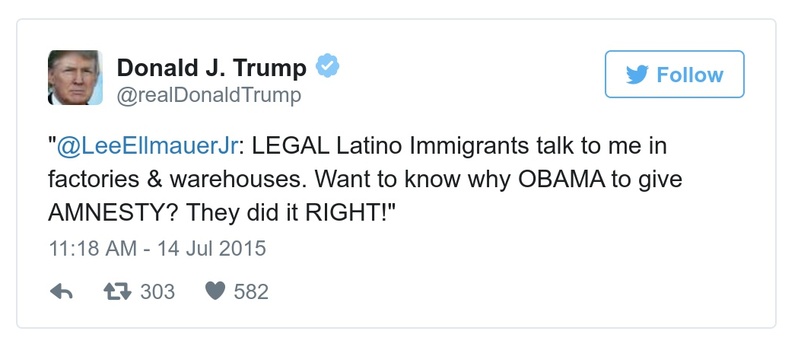 Donald J. Trump
@realDonaldTrump
Follow
"@LeeEllmauerJr: LEGAL Latino Immigrants talk to me in
factories & warehouses. Want to know why OBAMA to give
AMNESTY? They did it RIGHT!"
11:18 AM - 14 Jul 2015
303 582